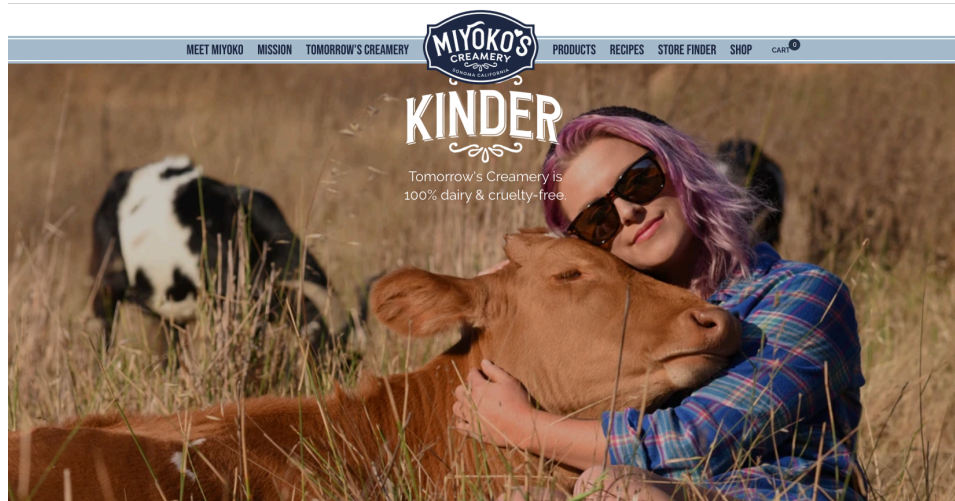 MEET MIYOKO
MISSION
TOMORROW'S CREAMERY
MIYOKO'S
CREAMERY
SONOMA CALIFORNIA
PRODUCTS
RECIPES
STORE FINDER
SHOP
CART 0
KINDER
Tomorrow's Creamery is
100% dairy & cruelty-free.